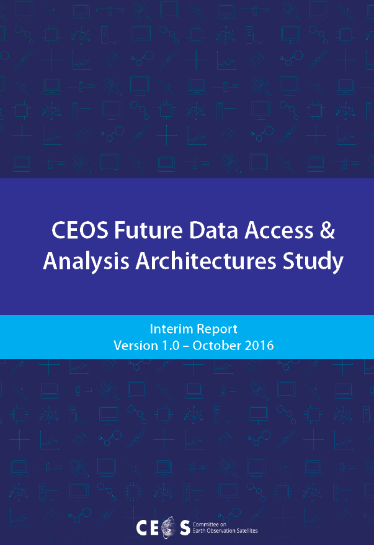 CEOS Future Data Access &
Analysis Architectures Study
Interim Report
Version 1.0 – October 2016
CEOS
Committee on
Earth Observation Satellites